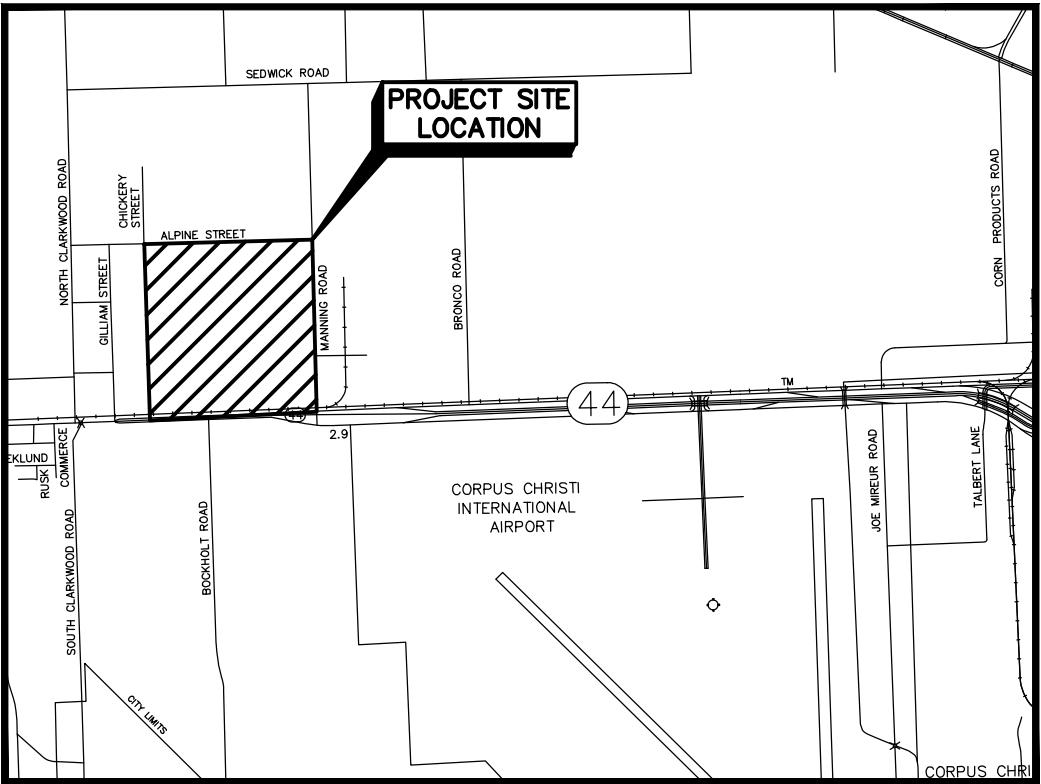 SEDWICK ROAD
PROJECT SITE
LOCATION
NORTH CLARKWOOD ROAD
CHICKERY
STREET
ALPINE STREET
GILLIAM STREET
MANNING ROAD
BRONCO ROAD
CORN PRODUCTS ROAD
44
TM
2.9
EKLUND
RUSK
COMMERCE
SOUTH CLARKWOOD ROAD
BOCKHOLT ROAD
CORPUS CHRISTI
INTERNATIONAL
AIRPORT
JOE MIREUR ROAD
TALBERT LANE
CITY LIMITS
CORPUS CHRI